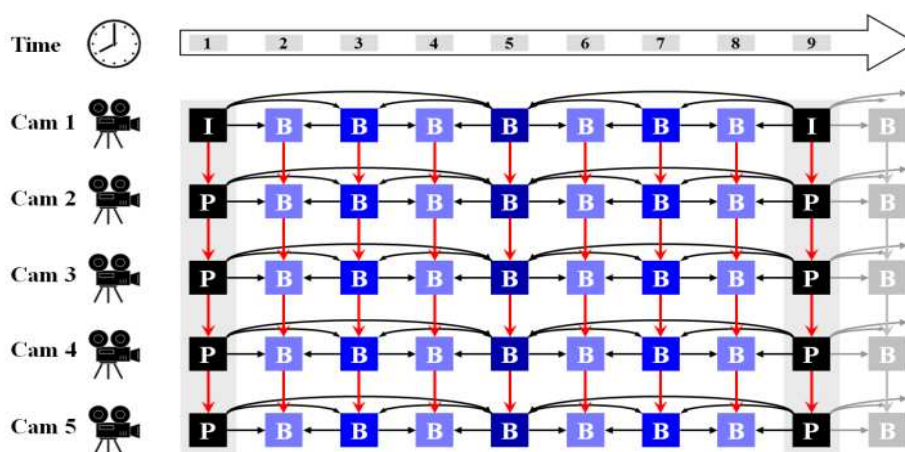 Time 1 2 3 4 5 6 7 8 9
Cam 1 I B B B B B B B I B
Cam 2 P B B B B B B B P B
Cam 3 P B B B B B B B P B
Cam 4 P B B B B B B B P B
Cam 5 P B B B B B B B P B